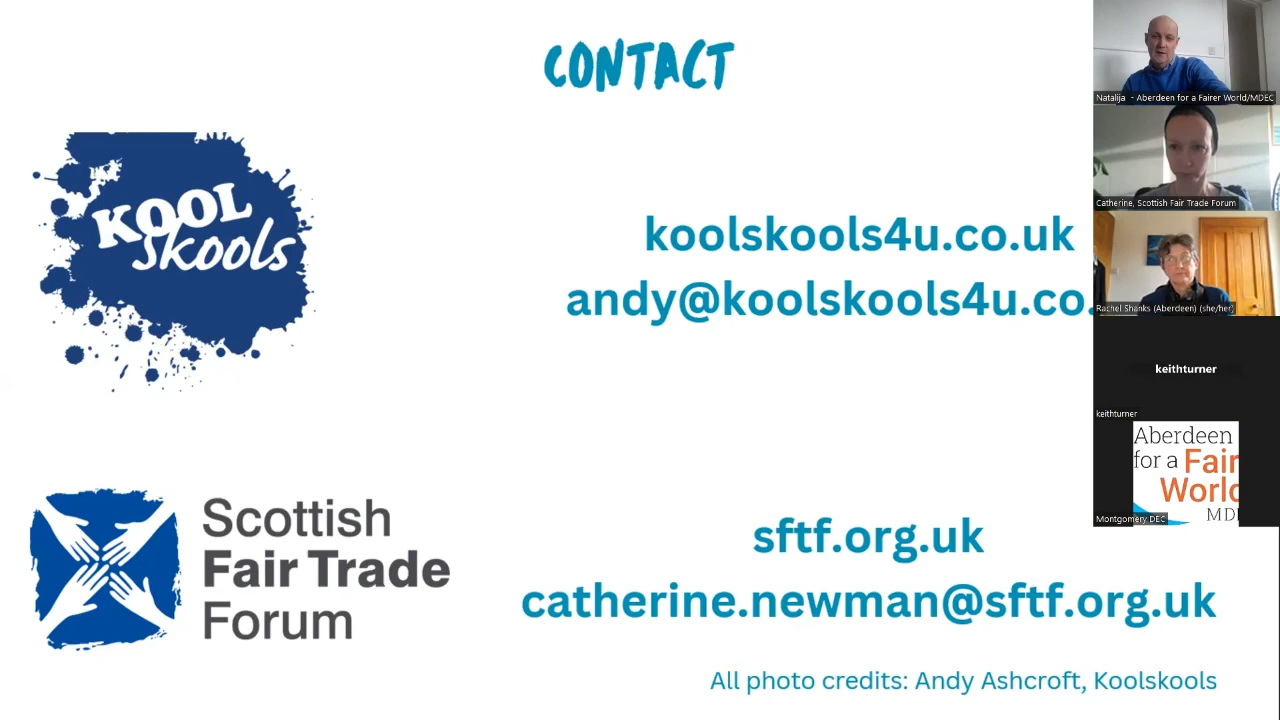 CONTACT
KOOL
Skools
koolskools4u.co.uk
andy@koolskools4u.co.
Scottish
Fair Trade
Forum
sftf.org.uk
catherine.newman@sftf.org.uk
All photo credits: Andy Ashcroft, Koolskools
Natalija - Aberdeen for a Fairer World/MDEC
Catherine, Scottish Fair Trade Forum
Rachel Shanks (Aberdeen) (she/her)
keithturner
keithturner
Aberdeen
for a Fair
World
MD
Montgomery DEC